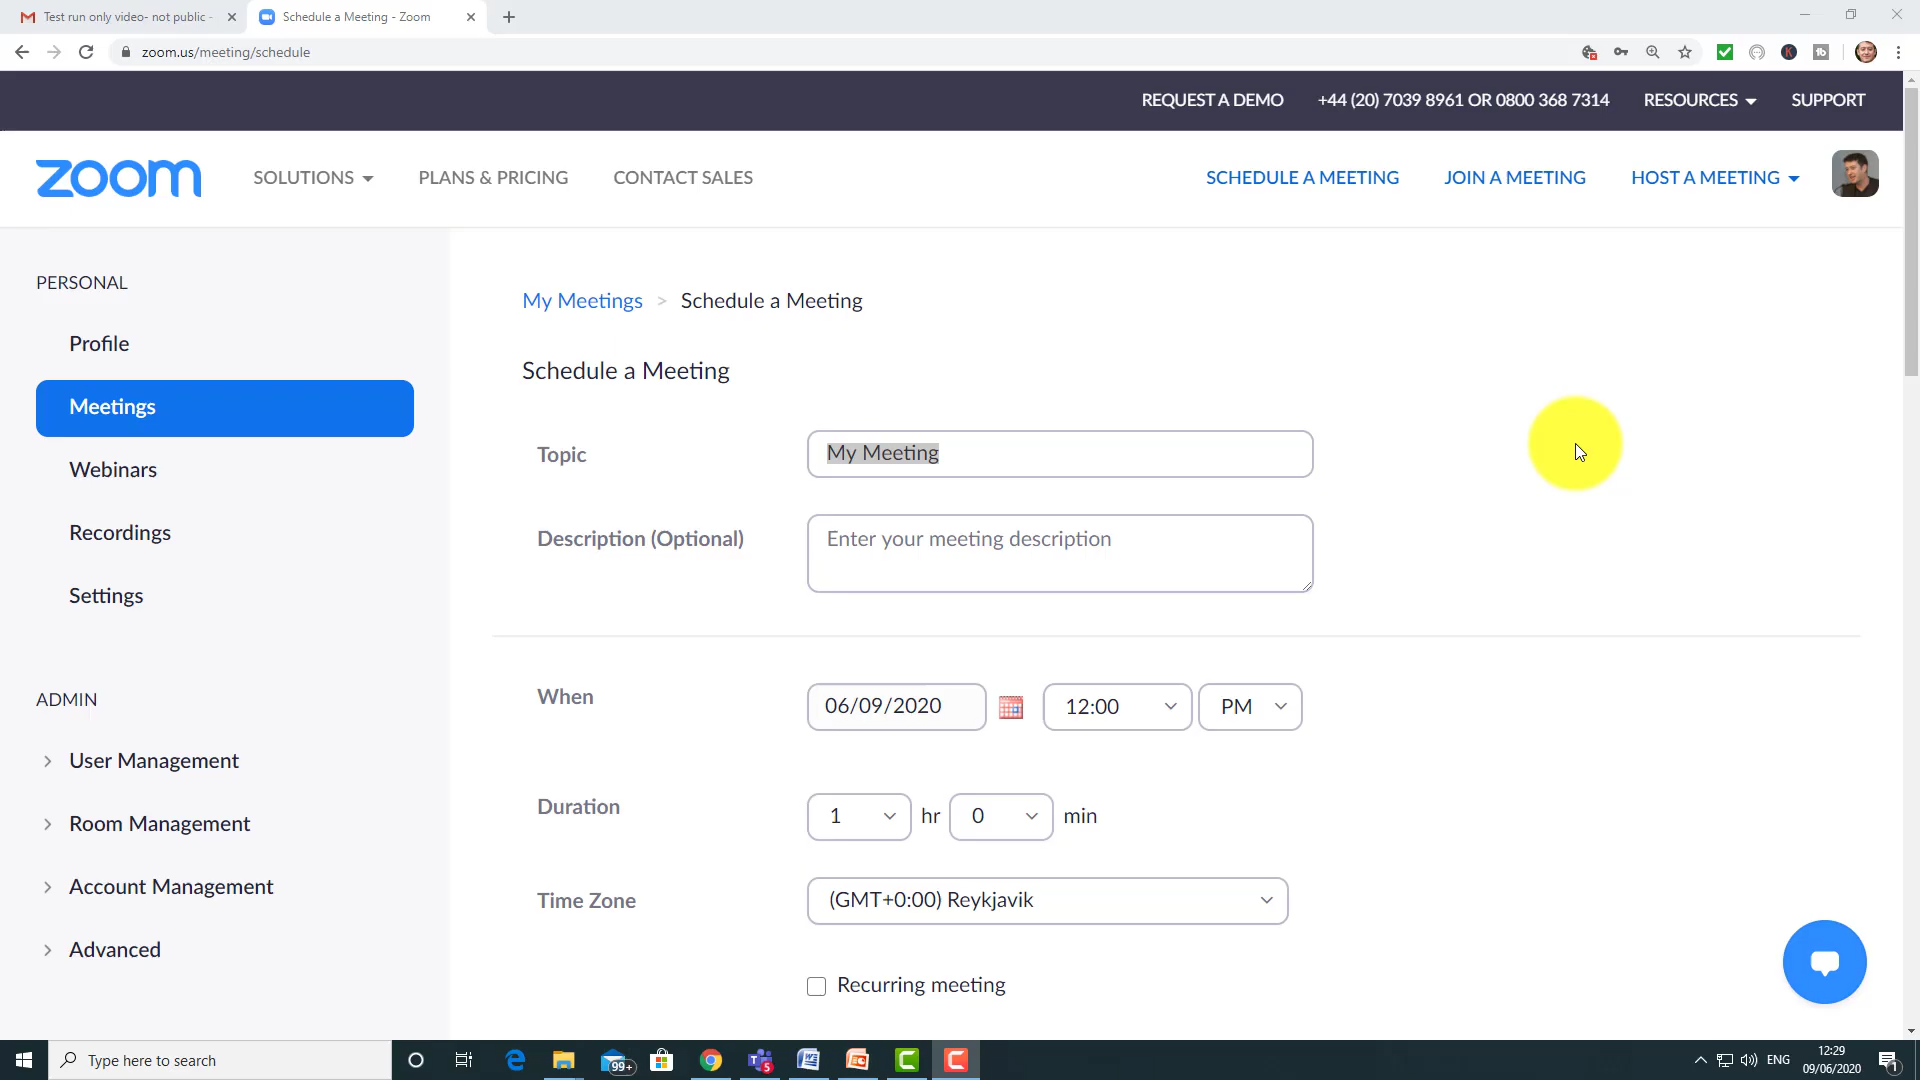 Test run only video- not public -
Schedule a Meeting - Zoom
zoom.us/meeting/schedule
REQUEST A DEMO +44 (20) 7039 8961 OR 0800 368 7314 RESOURCES SUPPORT
zoom SOLUTIONS PLANS & PRICING CONTACT SALES SCHEDULE A MEETING JOIN A MEETING HOST A MEETING
PERSONAL
Profile
Meetings
Webinars
Recordings
Settings
ADMIN
User Management
Room Management
Account Management
Advanced
My Meetings > Schedule a Meeting
Schedule a Meeting
Topic My Meeting
Description (Optional) Enter your meeting description
When 06/09/2020 12:00 PM
Duration 1 hr 0 min
Time Zone (GMT+0:00) Reykjavik
Recurring meeting
Type here to search
99+
5
ENG
12:29
09/06/2020
1